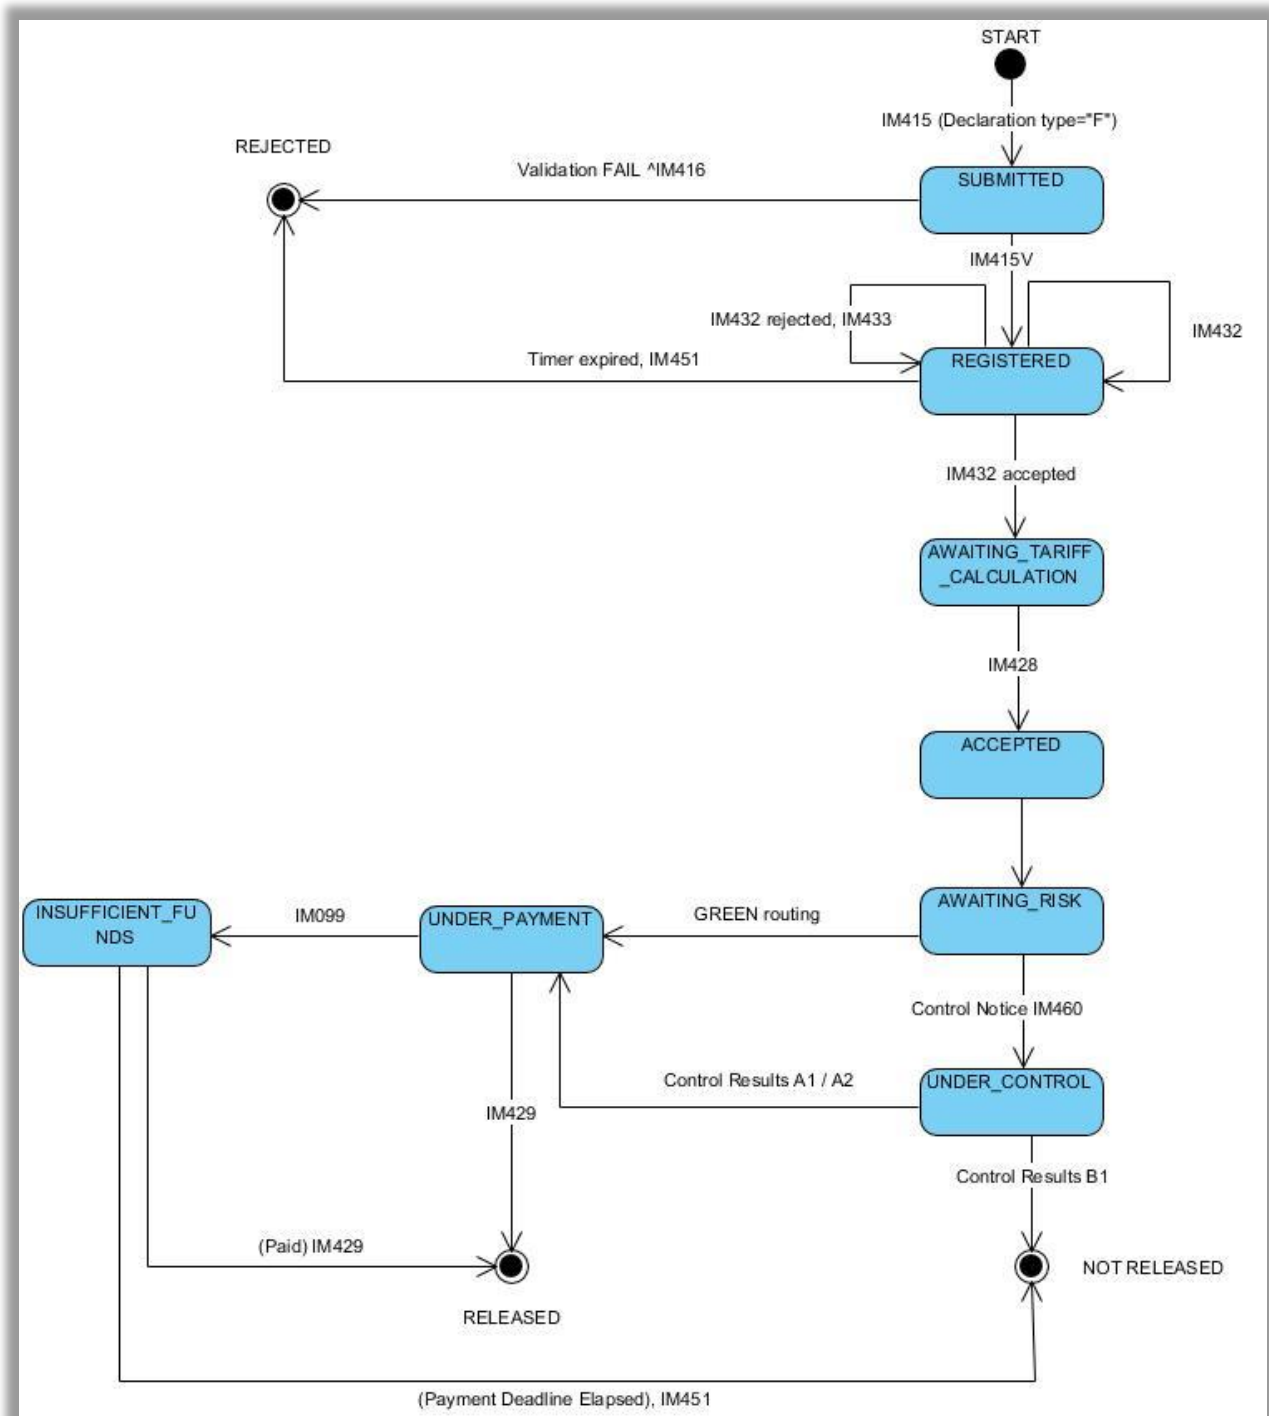 START
IM415 (Declaration type="F")
REJECTED
Validation FAIL ^IM416
SUBMITTED
IM415V
IM432 rejected, IM433
IM432
Timer expired, IM451
REGISTERED
IM432 accepted
AWAITING_TARIFF
_CALCULATION
IM428
ACCEPTED
AWAITING_RISK
GREEN routing
UNDER_PAYMENT
IM099
INSUFFICIENT_FU
NDS
Control Notice IM460
UNDER_CONTROL
Control Results A1 / A2
IM429
Control Results B1
(Paid) IM429
NOT RELEASED
RELEASED
(Payment Deadline Elapsed), IM451